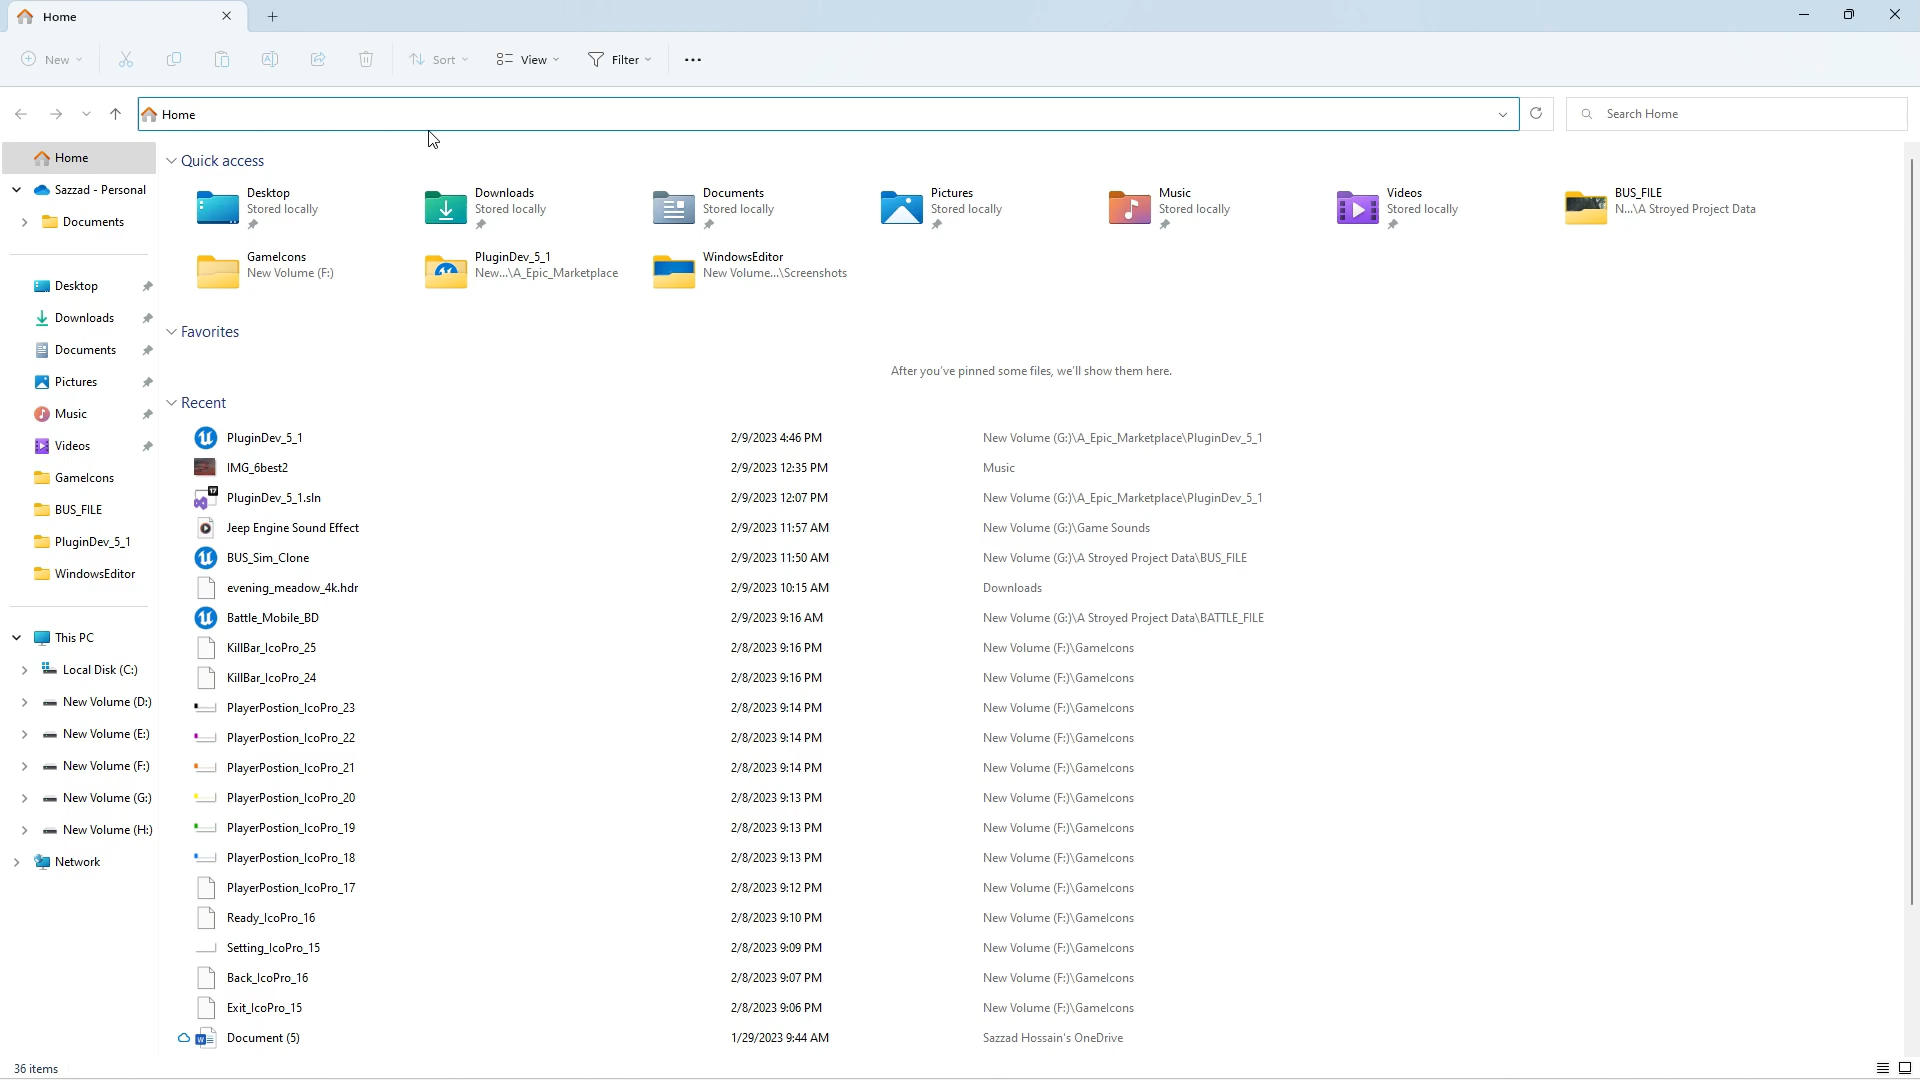 Home
New
Sort
View
Filter
Home
Search Home
Home
Sazzad - Personal
Documents
Desktop
Downloads
Documents
Pictures
Music
Videos
GameIcons
BUS_FILE
PluginDev_5_1
WindowsEditor
This PC
Local Disk (C:)
New Volume (D:)
New Volume (E:)
New Volume (F:)
New Volume (G:)
New Volume (H:)
Network
Quick access
Desktop
Stored locally
Downloads
Stored locally
Documents
Stored locally
Pictures
Stored locally
Music
Stored locally
Videos
Stored locally
BUS_FILE
N...\A Stroyed Project Data
GameIcons
New Volume (F:)
PluginDev_5_1
New...\A_Epic_Marketplace
WindowsEditor
New Volume...\Screenshots
Favorites
After you've pinned some files, we'll show them here.
Recent
PluginDev_5_1 2/9/2023 4:46 PM New Volume (G:)\A_Epic_Marketplace\PluginDev_5_1
IMG_6best2 2/9/2023 12:35 PM Music
PluginDev_5_1.sln 2/9/2023 12:07 PM New Volume (G:)\A_Epic_Marketplace\PluginDev_5_1
Jeep Engine Sound Effect 2/9/2023 11:57 AM New Volume (G:)\Game Sounds
BUS_Sim_Clone 2/9/2023 11:50 AM New Volume (G:)\A Stroyed Project Data\BUS_FILE
evening_meadow_4k.hdr 2/9/2023 10:15 AM Downloads
Battle_Mobile_BD 2/9/2023 9:16 AM New Volume (G:)\A Stroyed Project Data\BATTLE_FILE
KillBar_IcoPro_25 2/8/2023 9:16 PM New Volume (F:)\GameIcons
KillBar_IcoPro_24 2/8/2023 9:16 PM New Volume (F:)\GameIcons
PlayerPostion_IcoPro_23 2/8/2023 9:14 PM New Volume (F:)\GameIcons
PlayerPostion_IcoPro_22 2/8/2023 9:14 PM New Volume (F:)\GameIcons
PlayerPostion_IcoPro_21 2/8/2023 9:14 PM New Volume (F:)\GameIcons
PlayerPostion_IcoPro_20 2/8/2023 9:13 PM New Volume (F:)\GameIcons
PlayerPostion_IcoPro_19 2/8/2023 9:13 PM New Volume (F:)\GameIcons
PlayerPostion_IcoPro_18 2/8/2023 9:13 PM New Volume (F:)\GameIcons
PlayerPostion_IcoPro_17 2/8/2023 9:12 PM New Volume (F:)\GameIcons
Ready_IcoPro_16 2/8/2023 9:10 PM New Volume (F:)\GameIcons
Setting_IcoPro_15 2/8/2023 9:09 PM New Volume (F:)\GameIcons
Back_IcoPro_16 2/8/2023 9:07 PM New Volume (F:)\GameIcons
Exit_IcoPro_15 2/8/2023 9:06 PM New Volume (F:)\GameIcons
Document (5) 1/29/2023 9:44 AM Sazzad Hossain's OneDrive
36 items